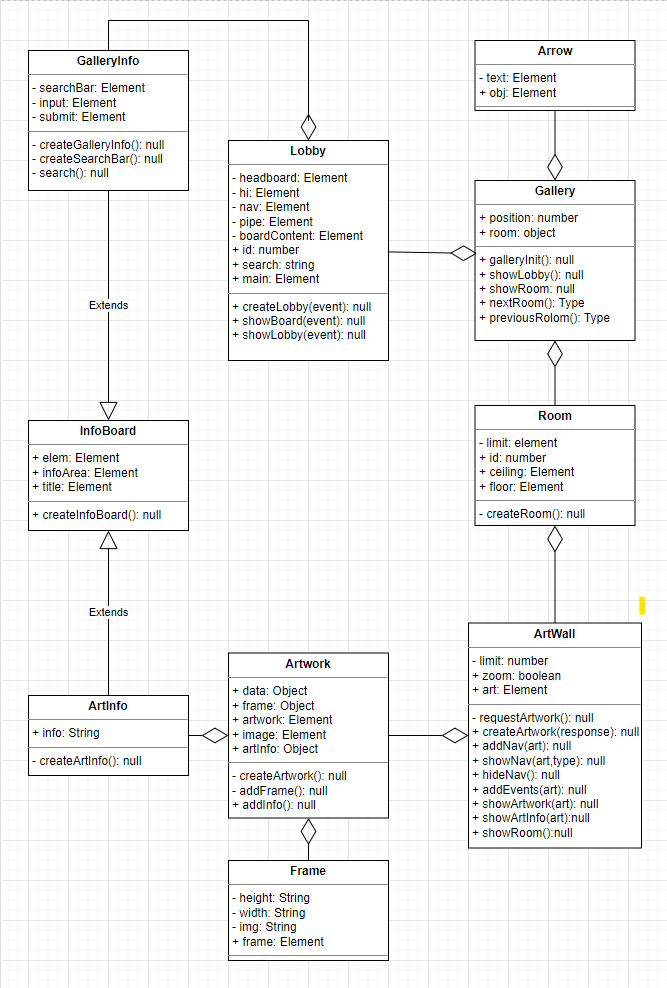 GalleryInfo
- searchBar: Element
- input: Element
- submit: Element
- createGalleryInfo(): null
- createSearchBar(): null
- search(): null
Arrow
- text: Element
+ obj: Element
Lobby
- headboard: Element
- hi: Element
- nav: Element
- pipe: Element
- boardContent: Element
+ id: number
+ search: string
+ main: Element
+ createLobby(event): null
+ showBoard(event): null
+ showLobby(event): null
Gallery
+ position: number
+ room: object
+ galleryInit(): null
+ showLobby(): null
+ showRoom: null
+ nextRoom(): Type
+ previousRolom(): Type
Extends
InfoBoard
+ elem: Element
+ infoArea: Element
+ title: Element
+ createInfoBoard(): null
Room
- limit: element
+ id: number
+ ceiling: Element
+ floor: Element
- createRoom(): null
Extends
ArtInfo
+ info: String
- createArtInfo(): null
Artwork
+ data: Object
+ frame: Object
+ artwork: Element
+ image: Element
+ artInfo: Object
- createArtwork(): null
- addFrame(): null
+ addInfo(): null
ArtWall
- limit: number
+ zoom: boolean
+ art: Element
- requestArtwork(): null
+ createArtwork(response): null
+ addNav(art): null
+ showNav(art,type): null
+ hideNav(): null
+ addEvents(art): null
+ showArtwork(art): null
+ showArtInfo(art):null
+ showRoom():null
Frame
- height: String
- width: String
- img: String
+ frame: Element